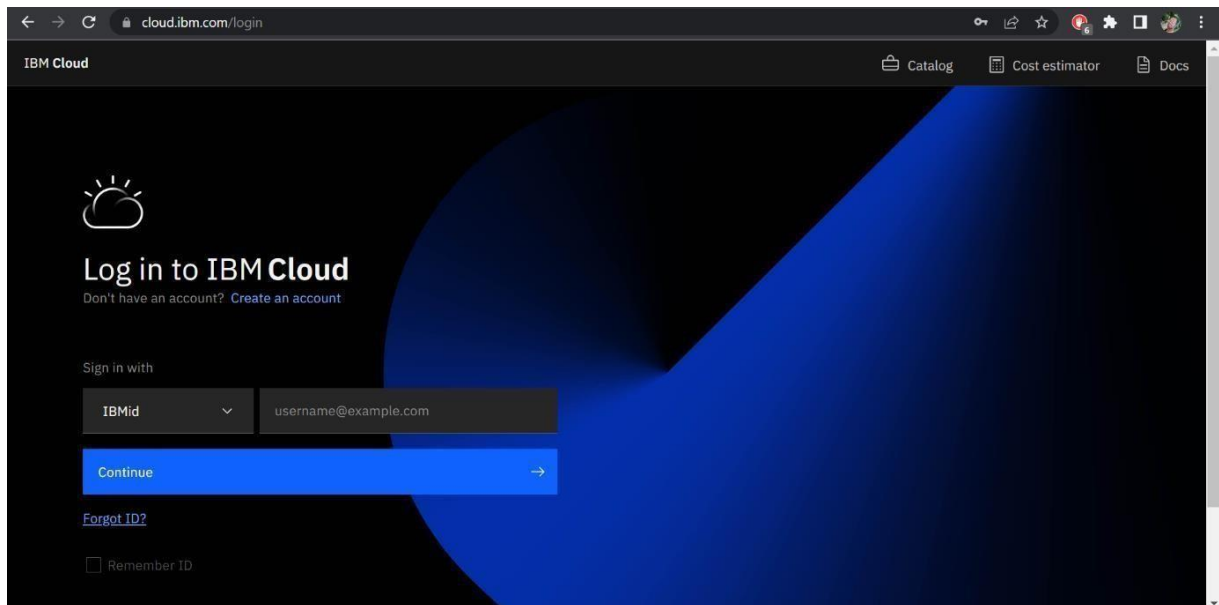 cloud.ibm.com/login
6
IBM Cloud
Catalog
Cost estimator
Docs
Log in to IBM Cloud
Don't have an account? Create an account
Sign in with
IBMid
username@example.com
Continue
Forgot ID?
Remember ID